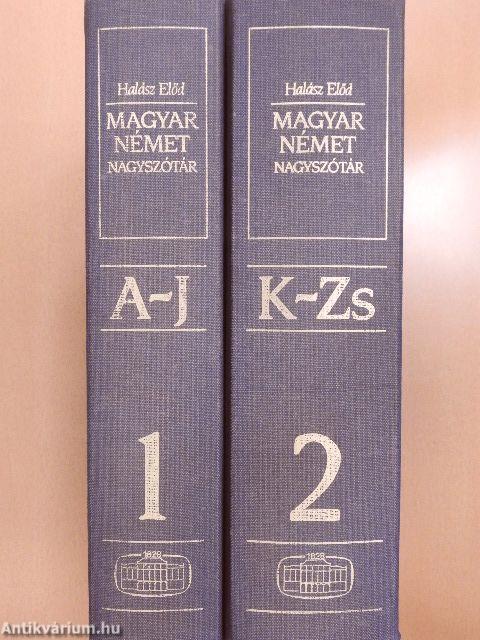 Halász Előd
MAGYAR
NÉMET
NAGYSZÓTÁR
A-J
1
1828
Halász Előd
MAGYAR
NÉMET
NAGYSZÓTÁR
K-Zs
2
1828
Antikvárium.hu